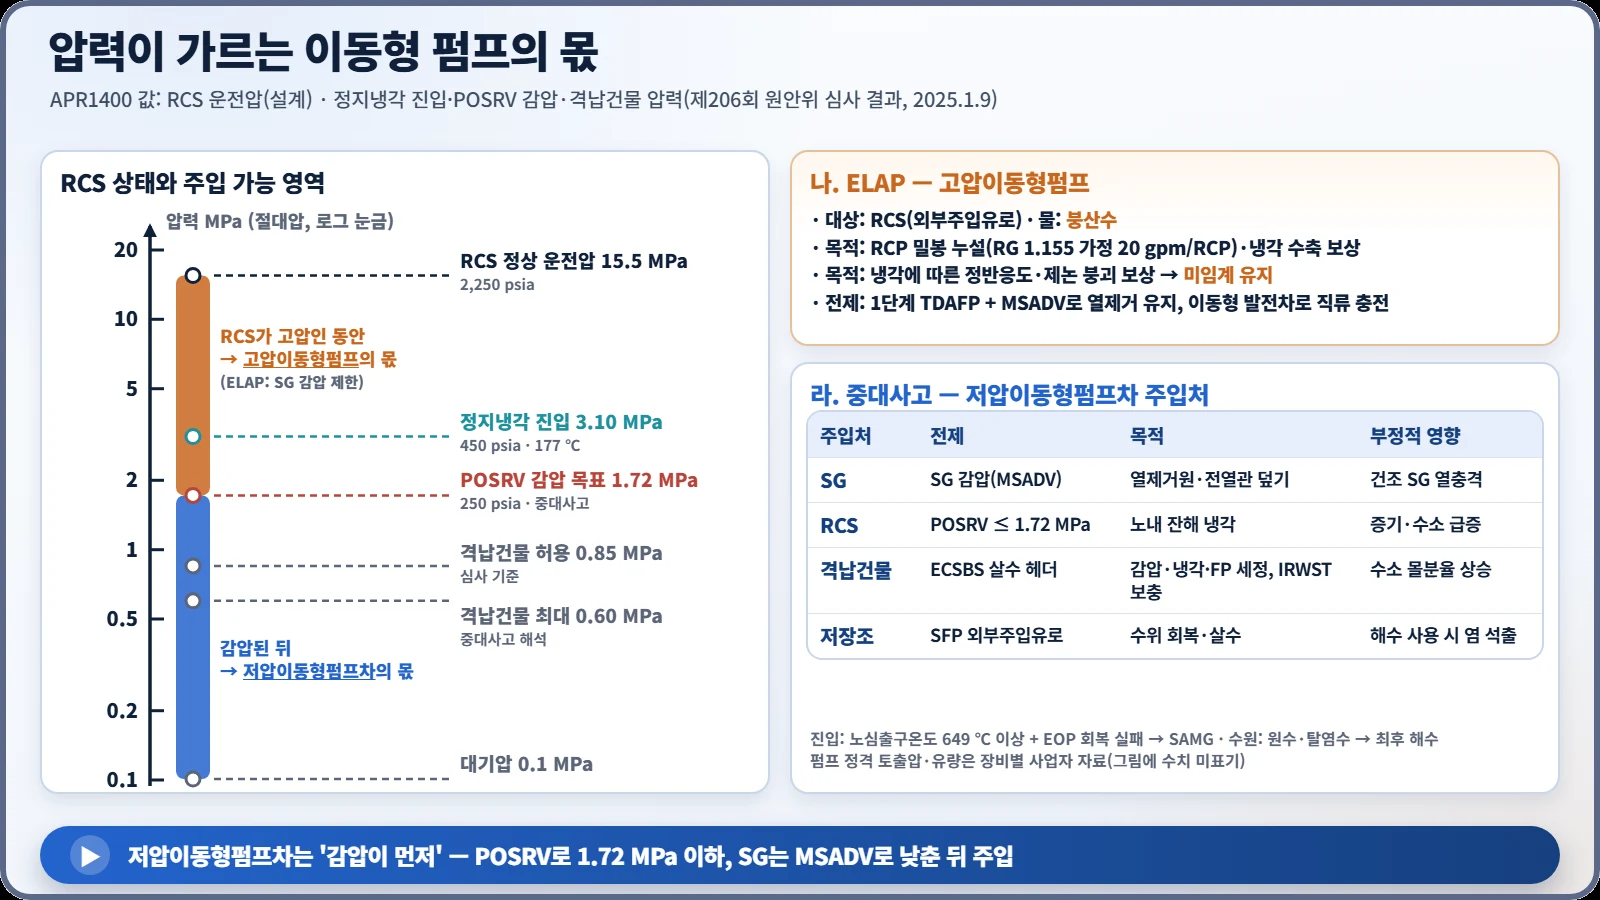 압력이 가르는 이동형 펌프의 몫
APR1400 값: RCS 운전압(설계) · 정지냉각 진입·POSRV 감압·격납건물 압력(제206회 원안위 심사 결과, 2025.1.9)
RCS 상태와 주입 가능 영역
압력 MPa (절대압, 로그 눈금)
20
10
5
2
1
0.5
0.2
0.1
RCS 정상 운전압 15.5 MPa
2,250 psia
RCS가 고압인 동안
→ 고압이동형펌프의 몫
(ELAP: SG 감압 제한)
정지냉각 진입 3.10 MPa
450 psia · 177 ℃
POSRV 감압 목표 1.72 MPa
250 psia · 중대사고
격납건물 허용 0.85 MPa
심사 기준
격납건물 최대 0.60 MPa
중대사고 해석
감압된 뒤
→ 저압이동형펌프차의 몫
대기압 0.1 MPa
나. ELAP — 고압이동형펌프
· 대상: RCS(외부주입유로) · 물: 붕산수
· 목적: RCP 밀봉 누설(RG 1.155 가정 20 gpm/RCP)·냉각 수축 보상
· 목적: 냉각에 따른 정반응도·제논 붕괴 보상 → 미임계 유지
· 전제: 1단계 TDAFP + MSADV로 열제거 유지, 이동형 발전차로 직류 충전
라. 중대사고 — 저압이동형펌프차 주입처
주입처 전제 목적 부정적 영향
SG SG 감압(MSADV) 열제거원·전열관 덮기 건조 SG 열충격
RCS POSRV ≤ 1.72 MPa 노내 잔해 냉각 증기·수소 급증
격납건물 ECSBS 살수 헤더 감압·냉각·FP 세정, IRWST 보충 수소 몰분율 상승
저장조 SFP 외부주입유로 수위 회복·살수 해수 사용 시 염 석출
진입: 노심출구온도 649 ℃ 이상 + EOP 회복 실패 → SAMG · 수원: 원수·탈염수 → 최후 해수
펌프 정격 토출압·유량은 장비별 사업자 자료(그림에 수치 미표기)
저압이동형펌프차는 '감압이 먼저' — POSRV로 1.72 MPa 이하, SG는 MSADV로 낮춘 뒤 주입